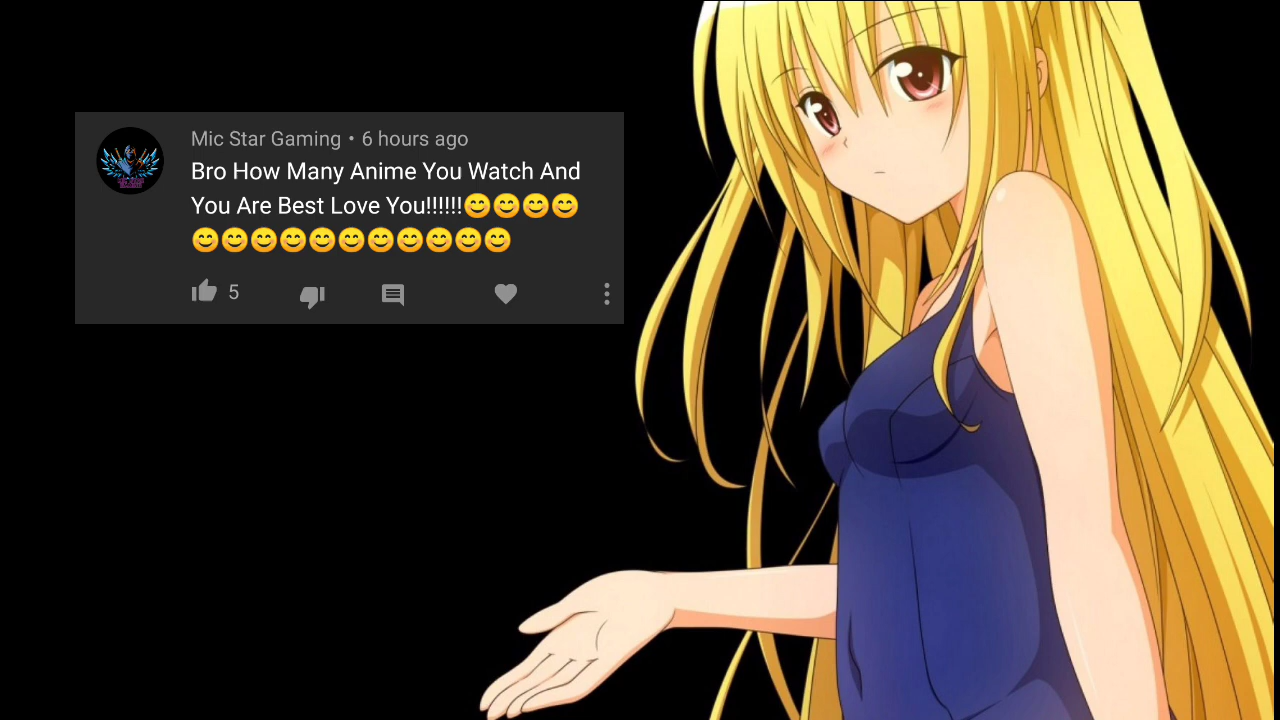 Mic Star Gaming • 6 hours ago
Bro How Many Anime You Watch And
You Are Best Love You!!!!!!😊😊😊😊
😊😊😊😊😊😊😊😊😊😊😊
5